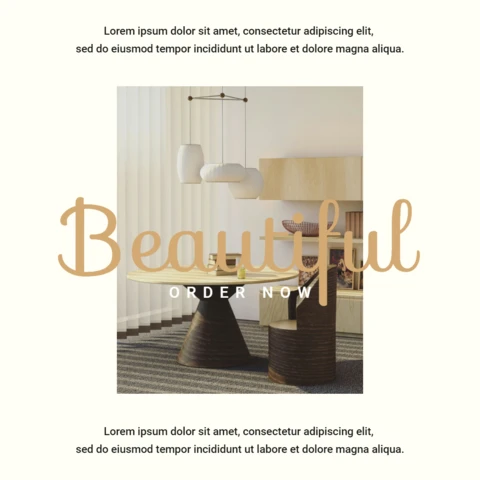 Lorem ipsum dolor sit amet, consectetur adipiscing elit,
sed do eiusmod tempor incididunt ut labore et dolore magna aliqua.
Beautiful
ORDER NOW
Lorem ipsum dolor sit amet, consectetur adipiscing elit,
sed do eiusmod tempor incididunt ut labore et dolore magna aliqua.